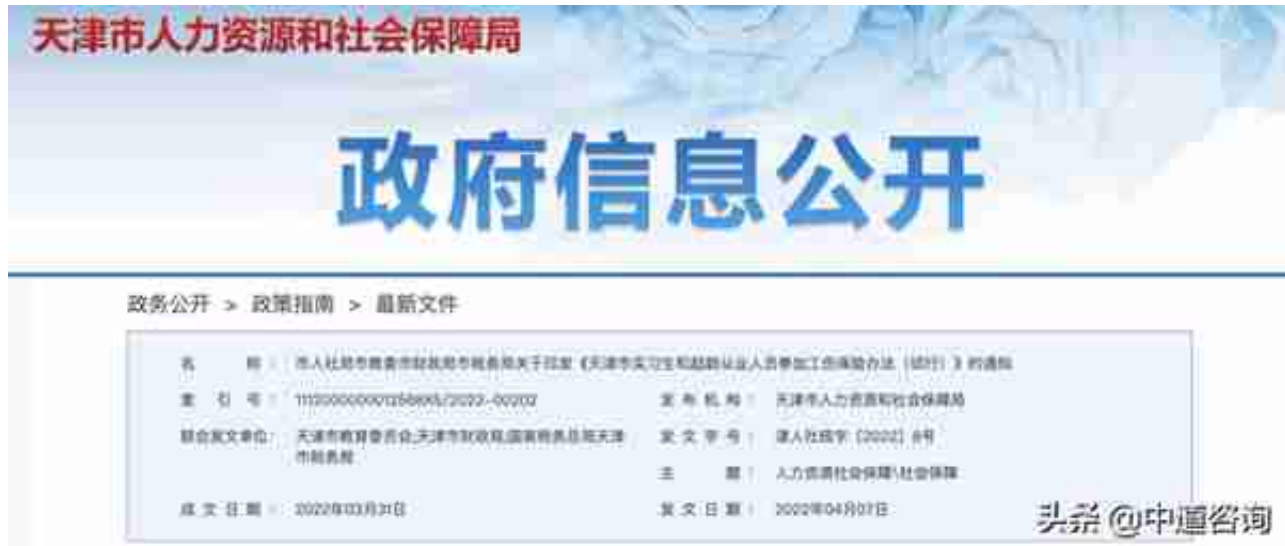 天津市人力资源和社会保障局
政府信息公开
政务公开 > 政策指南 > 最新文件
名 称: 市人社局市教委市财政局市税务局关于印发《天津市实习生和超龄从业人员参加工伤保险办法(试行)》的通知
索引号: /2022-00202 发布机构: 天津市人力资源和社会保障局
联合发文单位: 天津市教育委员会;天津市财政局;国家税务总局天津 发文字号: 津人社规字〔2022〕6号
市税务局
主 题: 人力资源社会保障\社会保障
成文日期: 2022年03月31日 发文日期: 2022年04月07日
头条 @中道咨询